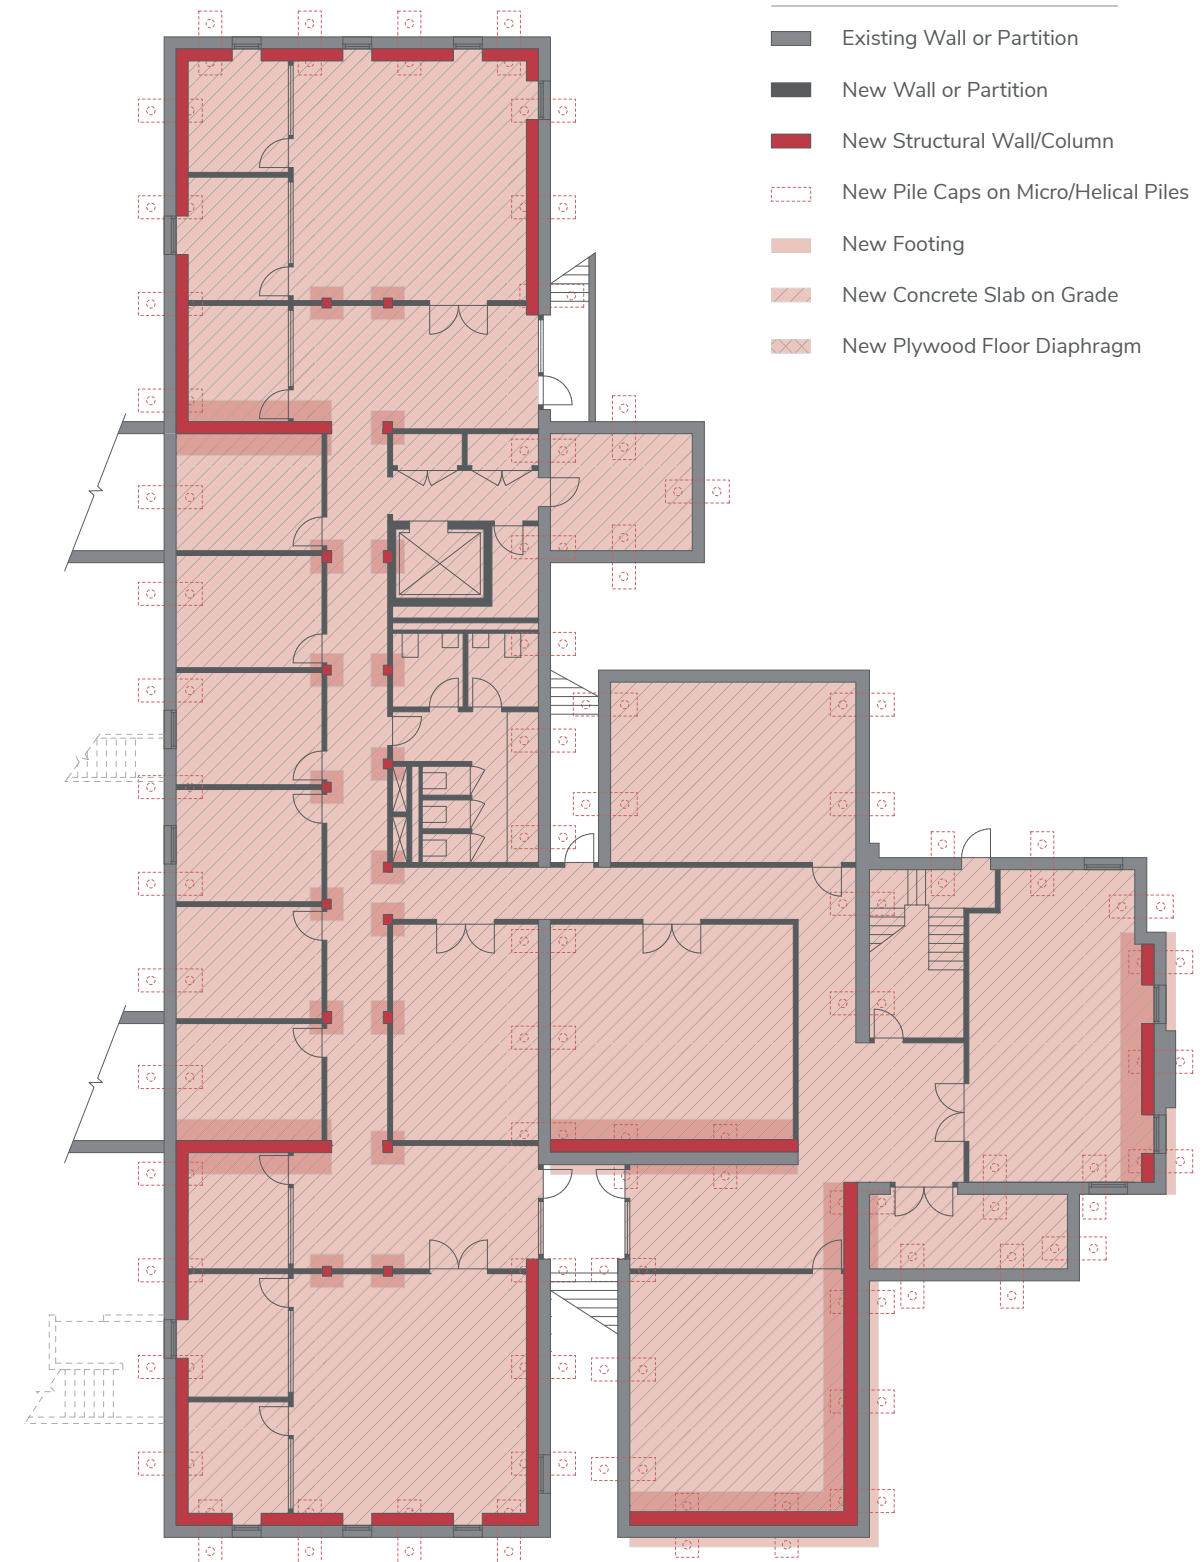 Existing Wall or Partition
New Wall or Partition
New Structural Wall/Column
New Pile Caps on Micro/Helical Piles
New Footing
New Concrete Slab on Grade
New Plywood Floor Diaphragm